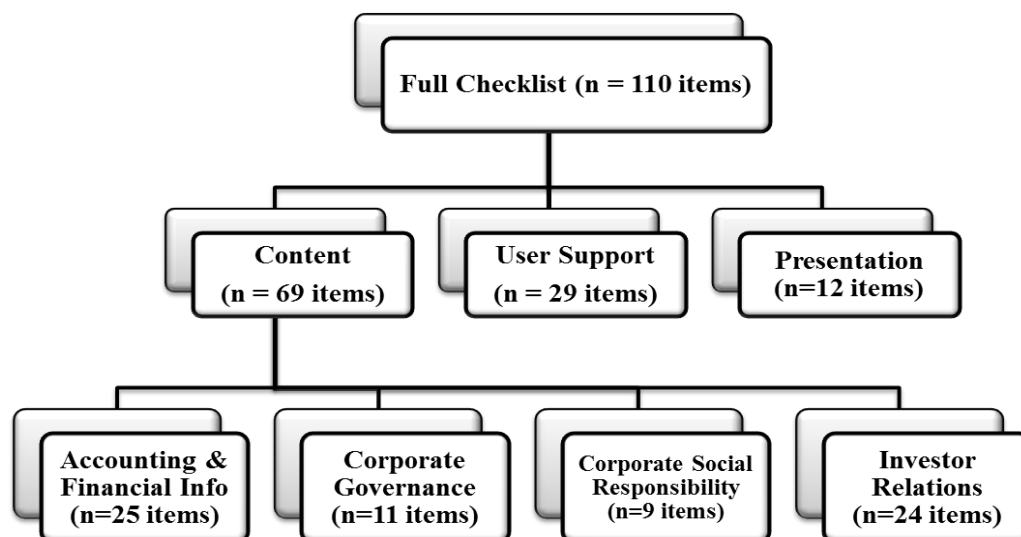 Full Checklist (n = 110 items)
Content
(n = 69 items)
User Support
(n = 29 items)
Presentation
(n=12 items)
Accounting &
Financial Info
(n=25 items)
Corporate
Governance
(n=11 items)
Corporate Social
Responsibility
(n=9 items)
Investor
Relations
(n=24 items)